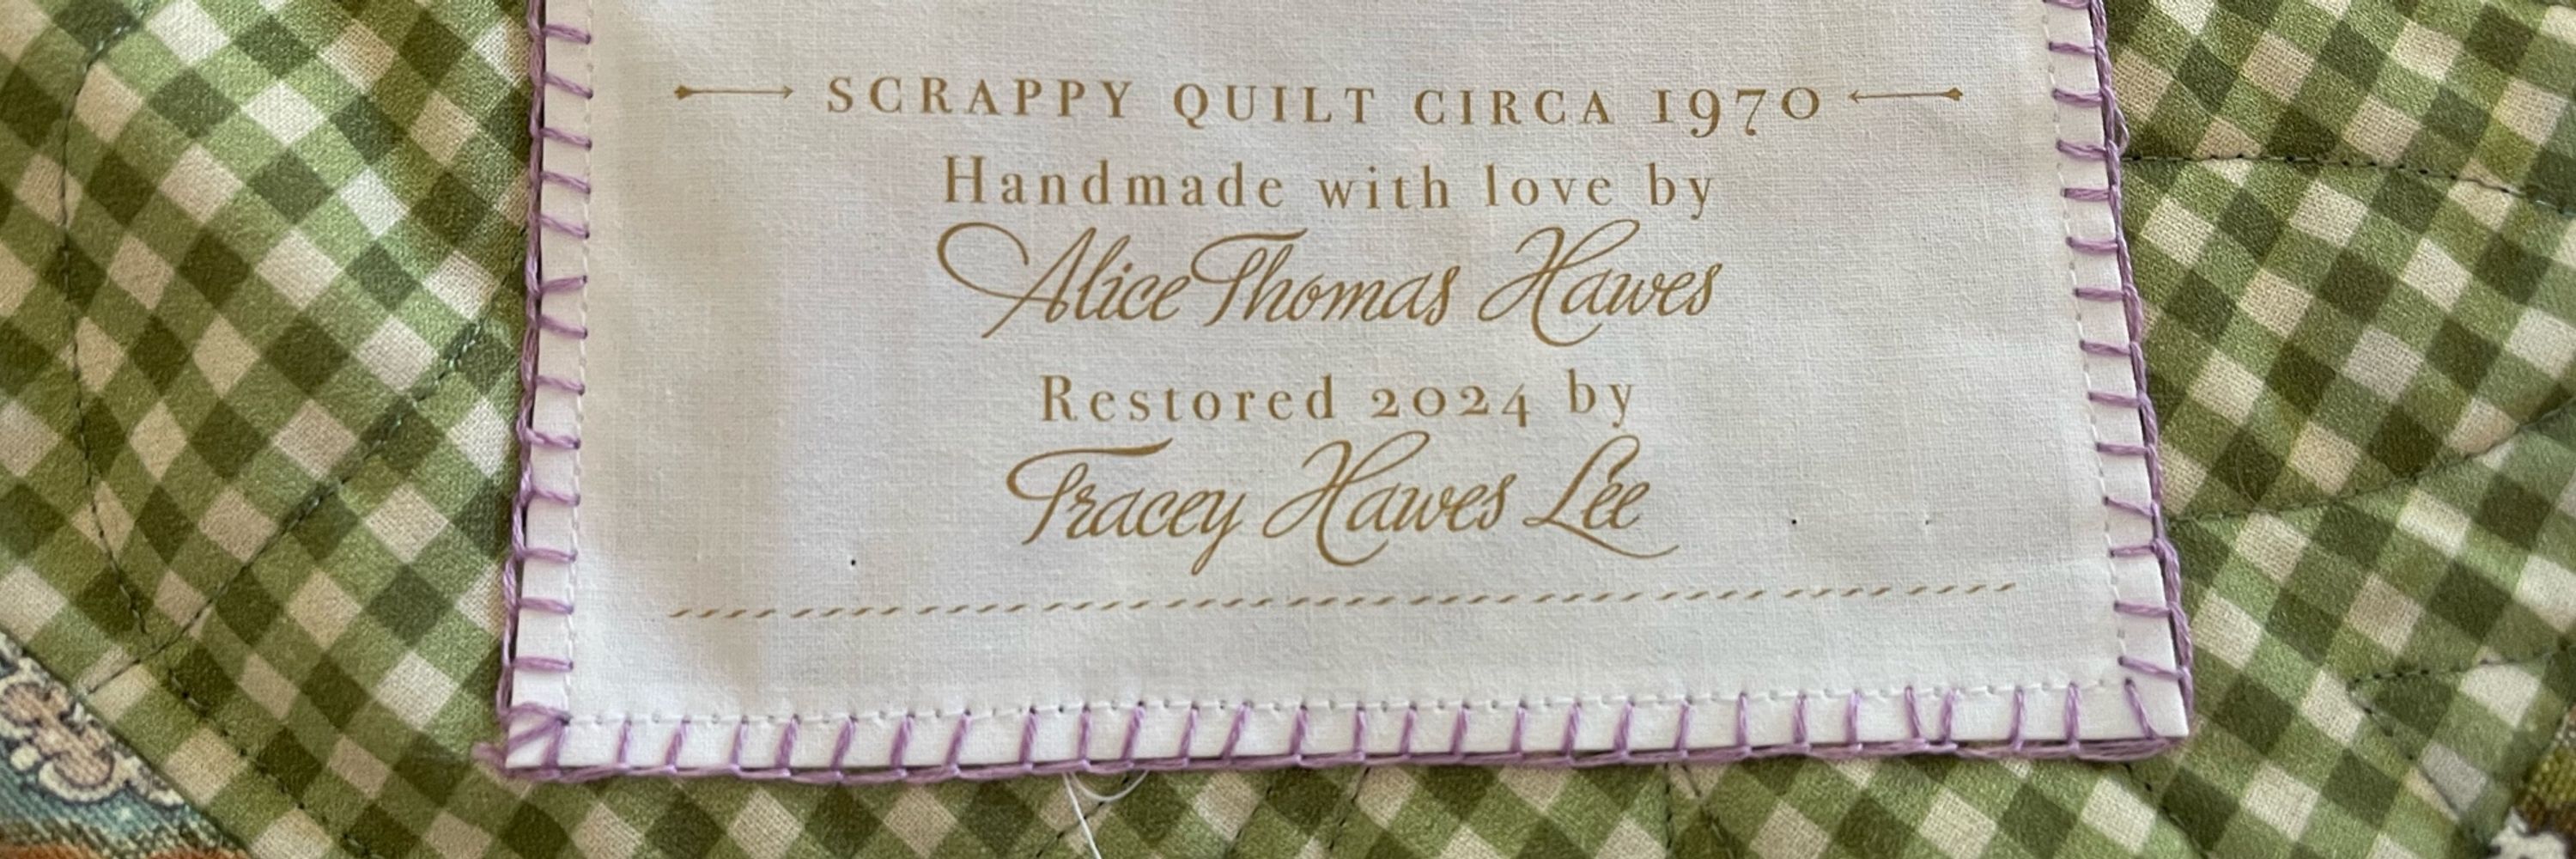 SCRAPPY QUILT CIRCA 1970
Handmade with love by
Alice Thomas Hawes
Restored 2024 by
Tracey Hawes Lee